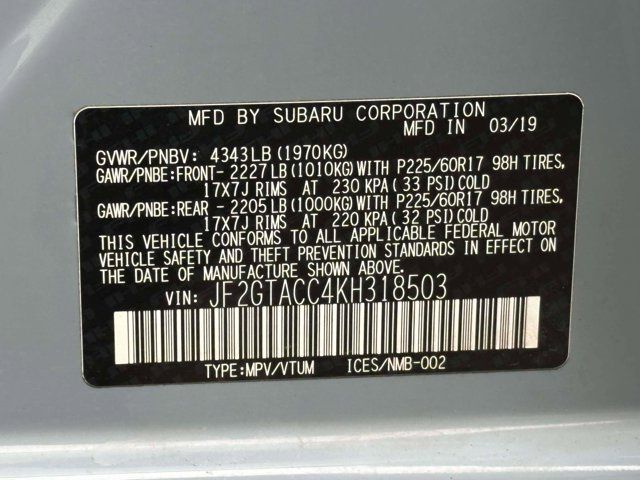 MFD BY SUBARU CORPORATION
MFD IN 03/19
GVWR/PNBV: 4343LB (1970KG)
GAWR/PNBE:FRONT- 2227 LB (1010KG)WITH P225/60R17 98H TIRES,
17X7J RIMS AT 230 KPA ( 33 PSI)COLD
GAWR/PNBE:REAR - 2205 LB (1000KG)WITH P225/60R17 98H TIRES,
17X7J RIMS AT 220 KPA ( 32 PSI)COLD
THIS VEHICLE CONFORMS TO ALL APPLICABLE FEDERAL MOTOR
VEHICLE SAFETY AND THEFT PREVENTION STANDARDS IN EFFECT ON
THE DATE OF MANUFACTURE SHOWN ABOVE.
VIN: JF2GTACC4KH318503
TYPE:MPV/VTUM ICES/NMB-002